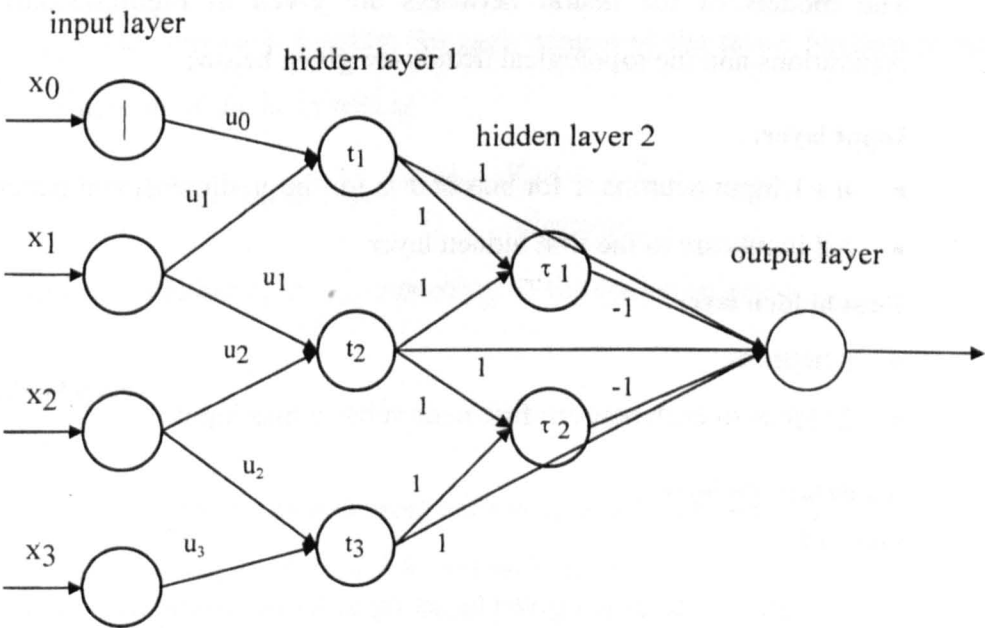 input layer
hidden layer 1
hidden layer 2
output layer
x0
x1
x2
x3
u0
u1
u1
u2
u2
u3
t1
t2
t3
1
1
1
1
1
1
1
τ 1
τ 2
-1
-1